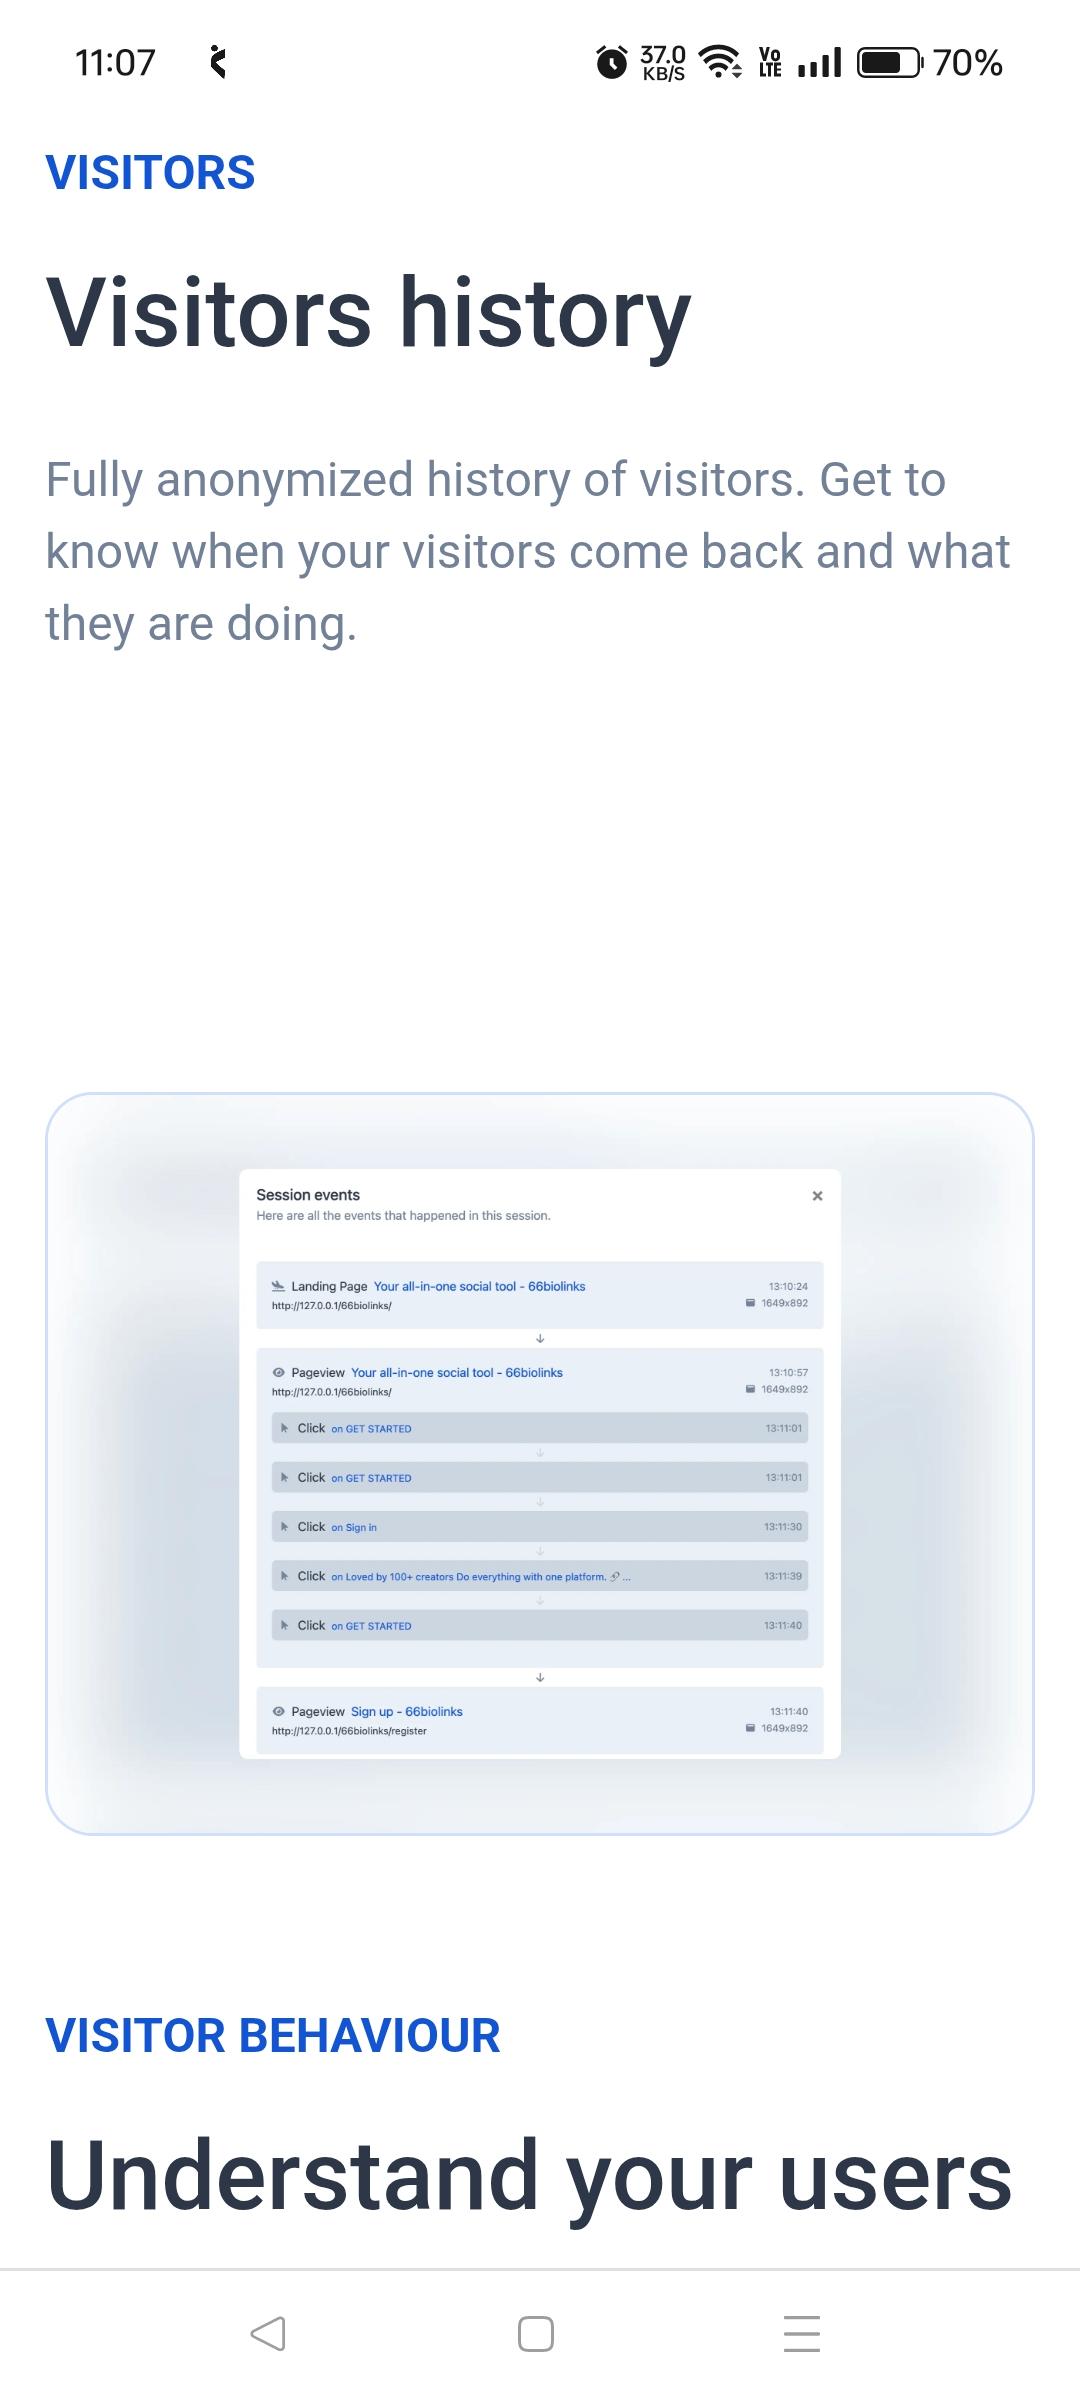 11:07
37.0
KB/S
Vo
LTE
70%
VISITORS
Visitors history
Fully anonymized history of visitors. Get to
know when your visitors come back and what
they are doing.
Session events
Here are all the events that happened in this session.
Landing Page Your all-in-one social tool - 66biolinks 13:10:24
http://127.0.0.1/66biolinks/ 1649x892
Pageview Your all-in-one social tool - 66biolinks 13:10:57
http://127.0.0.1/66biolinks/ 1649x892
Click on GET STARTED 13:11:01
Click on GET STARTED 13:11:01
Click on Sign in 13:11:30
Click on Loved by 100+ creators Do everything with one platform. 🔗 ... 13:11:39
Click on GET STARTED 13:11:40
Pageview Sign up - 66biolinks 13:11:40
http://127.0.0.1/66biolinks/register 1649x892
VISITOR BEHAVIOUR
Understand your users